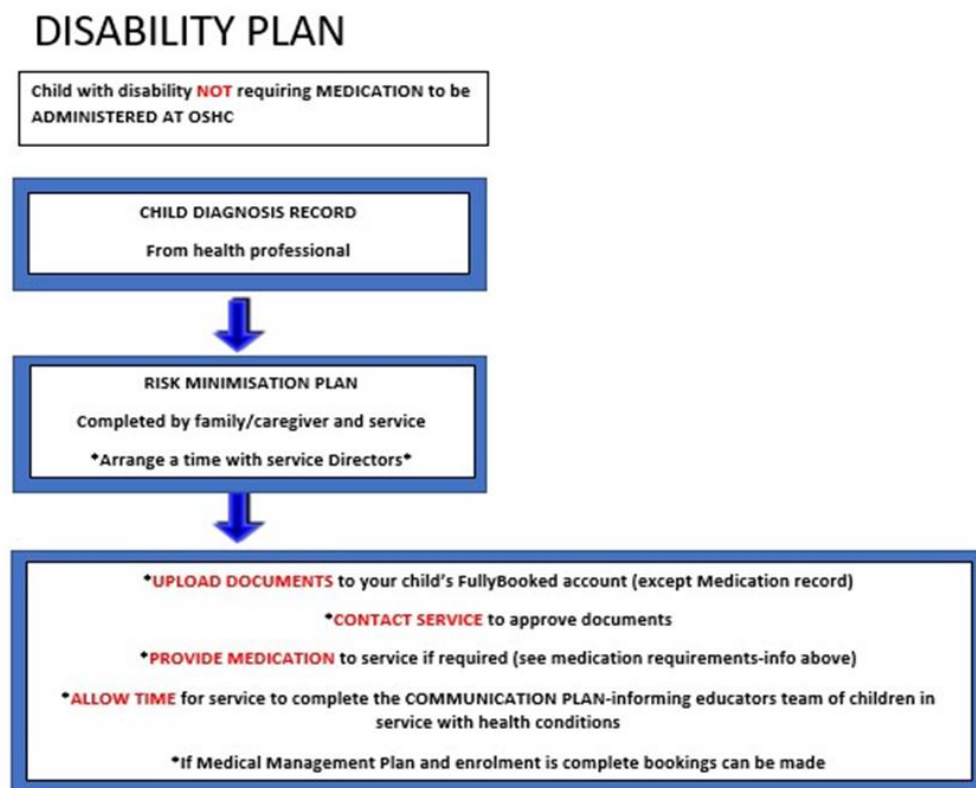 DISABILITY PLAN
Child with disability NOT requiring MEDICATION to be
ADMINISTERED AT OSHC
CHILD DIAGNOSIS RECORD
From health professional
RISK MINIMISATION PLAN
Completed by family/caregiver and service
*Arrange a time with service Directors*
*UPLOAD DOCUMENTS to your child's FullyBooked account (except Medication record)
*CONTACT SERVICE to approve documents
*PROVIDE MEDICATION to service if required (see medication requirements-info above)
*ALLOW TIME for service to complete the COMMUNICATION PLAN-informing educators team of children in
service with health conditions
*If Medical Management Plan and enrolment is complete bookings can be made